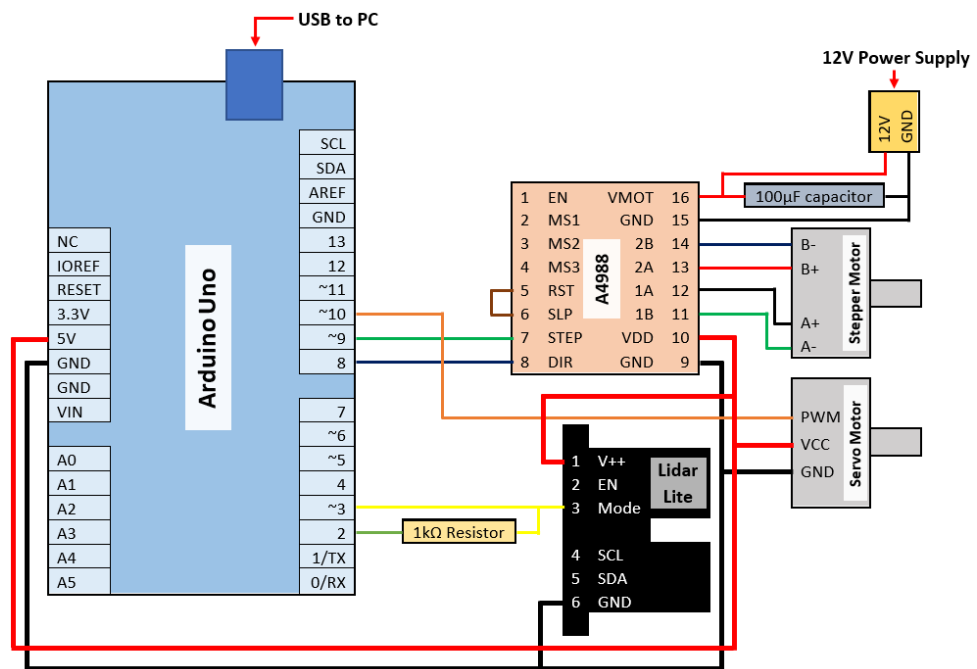 USB to PC
12V Power Supply
12V
GND
Arduino Uno
SCL
SDA
AREF
GND
13
12
~11
~10
~9
8
7
~6
~5
4
~3
2
1/TX
0/RX
NC
IOREF
RESET
3.3V
5V
GND
GND
VIN
A0
A1
A2
A3
A4
A5
A4988
1 EN VMOT 16
2 MS1 GND 15
3 MS2 2B 14
4 MS3 2A 13
5 RST 1A 12
6 SLP 1B 11
7 STEP VDD 10
8 DIR GND 9
100μF capacitor
B-
B+
A+
A-
Stepper Motor
PWM
VCC
GND
Servo Motor
1 V++
2 EN
3 Mode
4 SCL
5 SDA
6 GND
Lidar
Lite
1kΩ Resistor